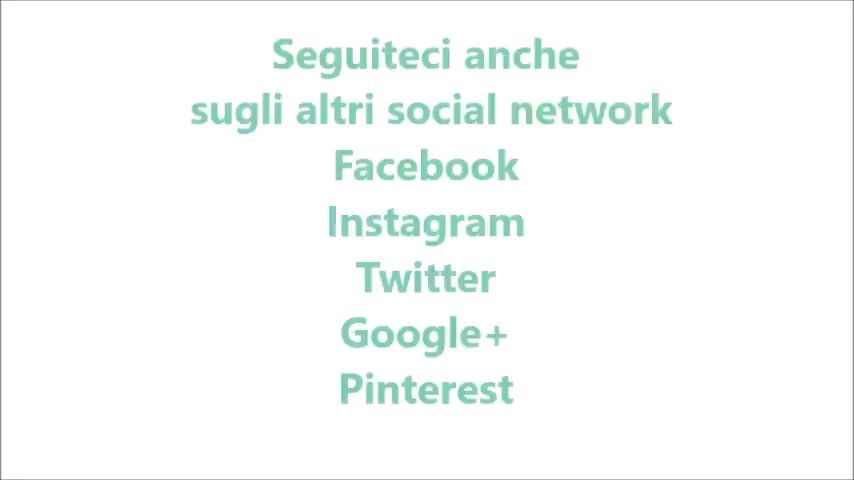 Seguiteci anche
sugli altri social network
Facebook
Instagram
Twitter
Google+
Pinterest